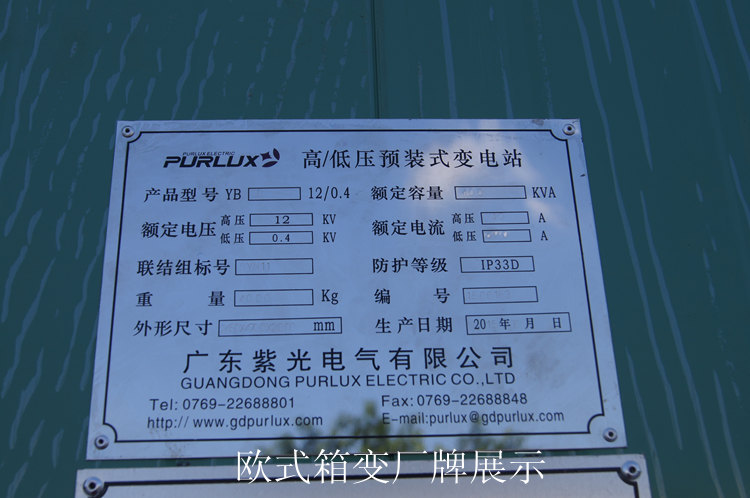 PURLUX ELECTRIC
PURLUX 高/低压预装式变电站
产品型号 YB 12/0.4 额定容量 KVA
额定电压 高压 12 KV 低压 0.4 KV
额定电流 高压 A 低压 A
联结组标号 防护等级 IP33D
重量 Kg 编号
外形尺寸 mm 生产日期 20 年 月 日
广东紫光电气有限公司
GUANGDONG PURLUX ELECTRIC CO.,LTD
Tel: 0769-22688801 Fax: 0769-22688848
http://www.gdpurlux.com E-mail:purlux@gdpurlux.com
欧式箱变厂牌展示